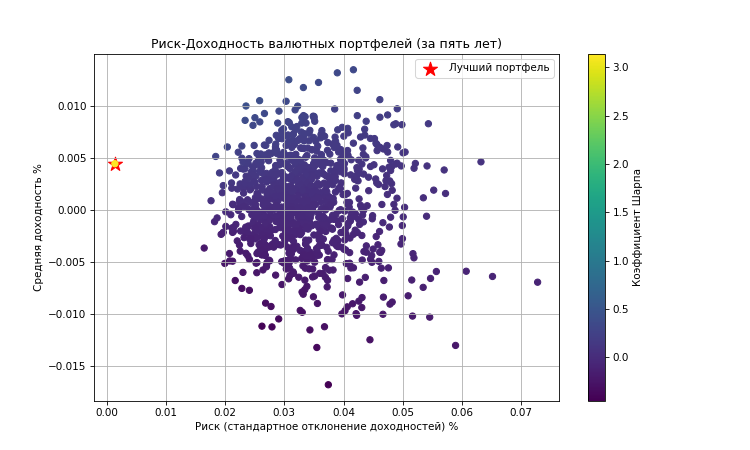 Риск-Доходность валютных портфелей (за пять лет)
Лучший портфель
Средняя доходность %
0.010
0.005
0.000
−0.005
−0.010
−0.015
0.00 0.01 0.02 0.03 0.04 0.05 0.06 0.07
Риск (стандартное отклонение доходностей) %
3.0
2.5
2.0
1.5
1.0
0.5
0.0
Коэффициент Шарпа